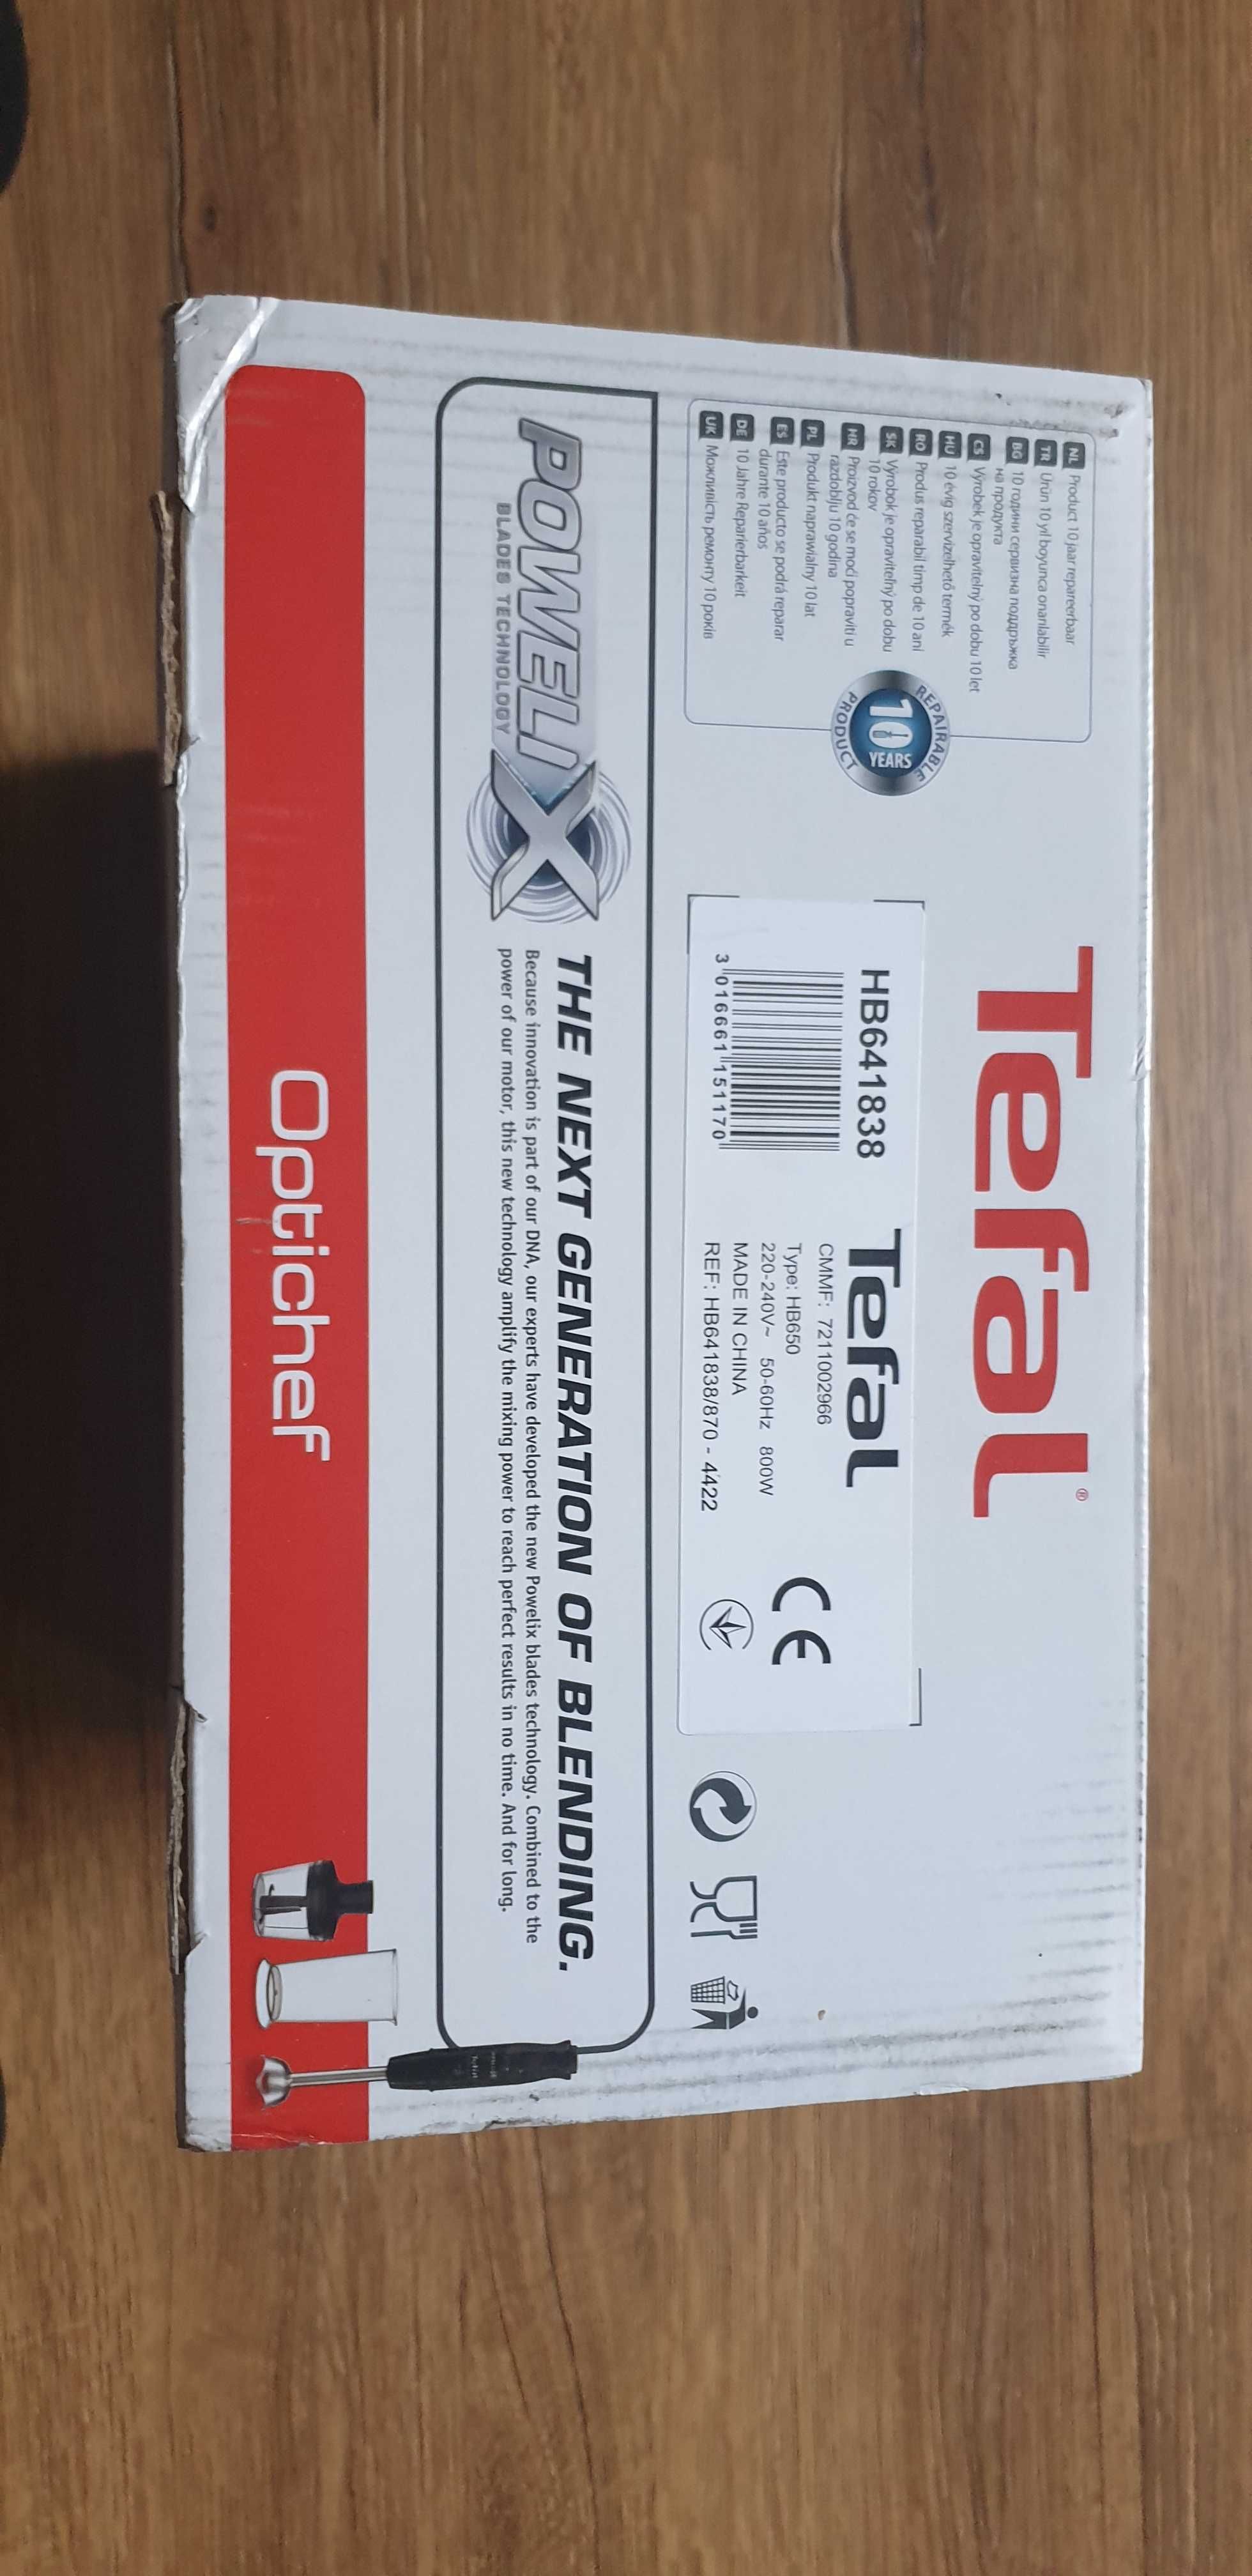 Tefal®
NL Product 10 jaar repareerbaar
TR Ürün 10 yıl boyunca onarılabilir
BG 10 години сервизна поддръжка
на продукта
CS Výrobek je opravitelný po dobu 10 let
HU 10 évig szervizelhető termék
RO Produs reparabil timp de 10 ani
SK Výrobok je opraviteľný po dobu
10 rokov
HR Proizvod će se moći popraviti u
razdoblju 10 godina
PL Produkt naprawialny 10 lat
ES Este producto se podrá reparar
durante 10 años
DE 10 Jahre Reparierbarkeit
UK Можливість ремонту 10 років
REPAIRABLE
10
YEARS
PRODUCT
HB641838
3 016661 151170
Tefal
CMMF: 7211002966
Type: HB650
220-240V~ 50-60Hz 800W
MADE IN CHINA
REF: HB641838/870 - 4422
CE
POWELIX
BLADES TECHNOLOGY
THE NEXT GENERATION OF BLENDING.
Because innovation is part of our DNA, our experts have developed the new Powelix blades technology. Combined to the
power of our motor, this new technology amplify the mixing power to reach perfect results in no time. And for long.
Optichef